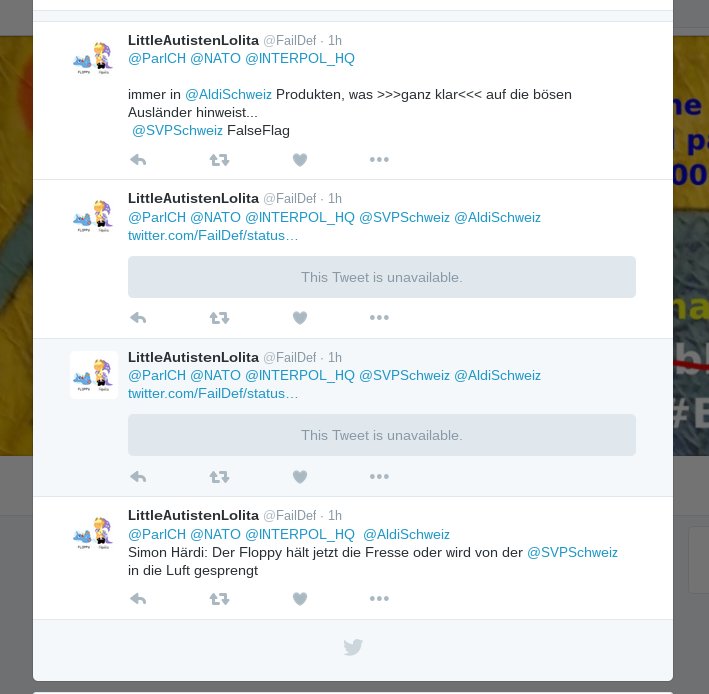 LittleAutistenLolita @FailDef · 1h
@ParlCH @NATO @INTERPOL_HQ
immer in @AldiSchweiz Produkten, was >>>ganz klar<<< auf die bösen
Ausländer hinweist...
@SVPSchweiz FalseFlag
LittleAutistenLolita @FailDef · 1h
@ParlCH @NATO @INTERPOL_HQ @SVPSchweiz @AldiSchweiz
twitter.com/FailDef/status…
This Tweet is unavailable.
LittleAutistenLolita @FailDef · 1h
@ParlCH @NATO @INTERPOL_HQ @SVPSchweiz @AldiSchweiz
twitter.com/FailDef/status…
This Tweet is unavailable.
LittleAutistenLolita @FailDef · 1h
@ParlCH @NATO @INTERPOL_HQ @AldiSchweiz
Simon Härdi: Der Floppy hält jetzt die Fresse oder wird von der @SVPSchweiz
in die Luft gesprengt